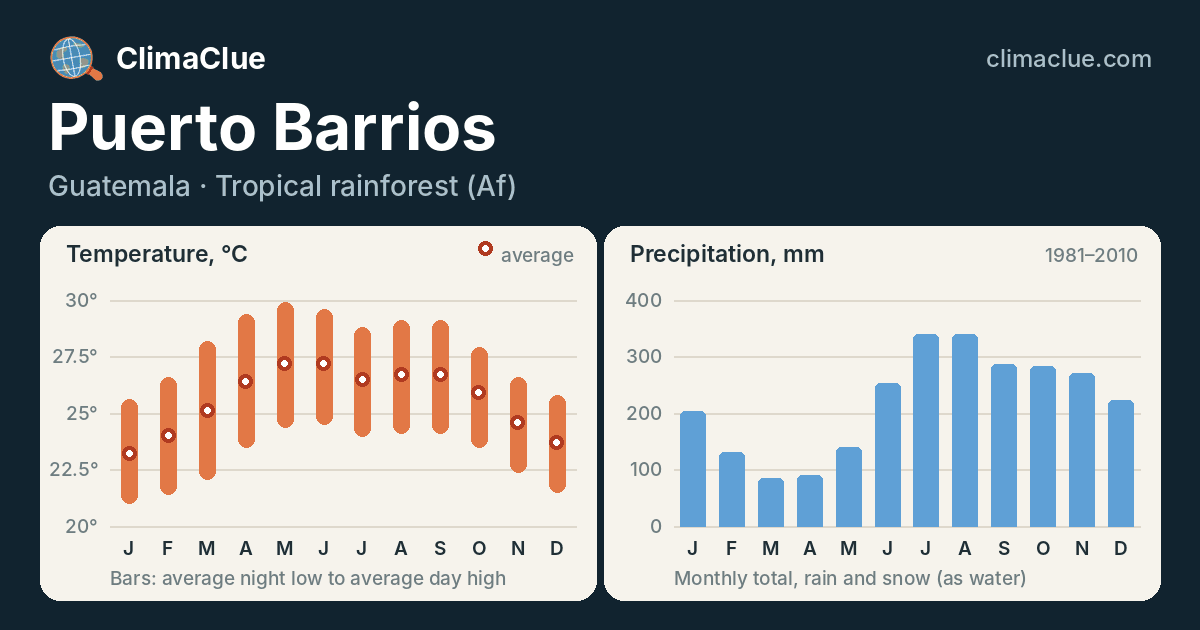 ClimaClue
climaclue.com
Puerto Barrios
Guatemala · Tropical rainforest (Af)
Temperature, °C
average
30°
27.5°
25°
22.5°
20°
J F M A M J J A S O N D
Bars: average night low to average day high
Precipitation, mm
1981–2010
400
300
200
100
0
J F M A M J J A S O N D
Monthly total, rain and snow (as water)